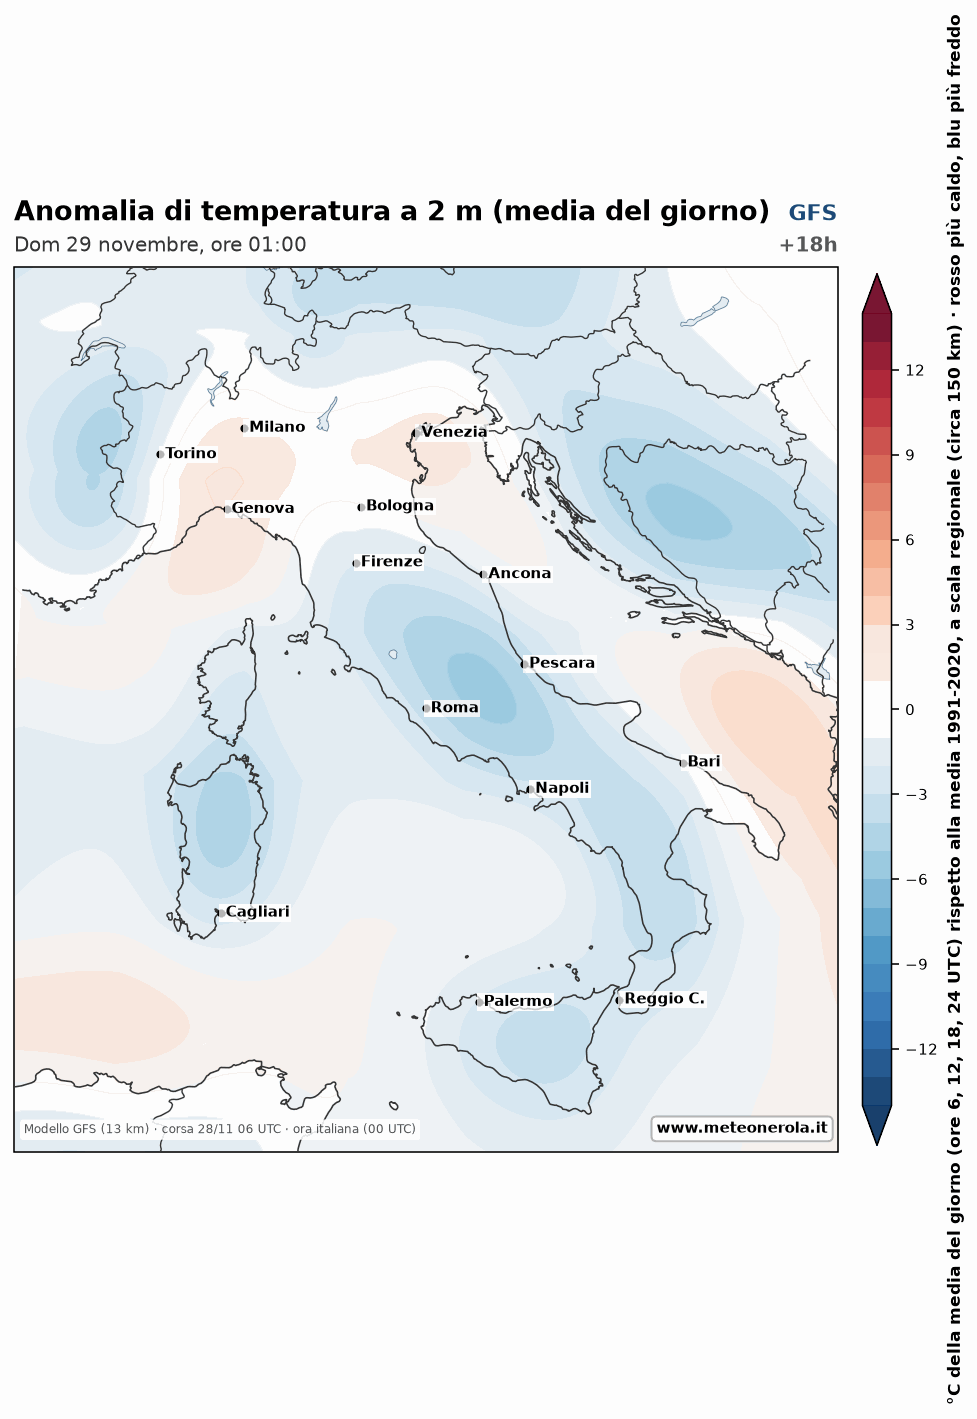 Anomalia di temperatura a 2 m (media del giorno)
GFS
Dom 29 novembre, ore 01:00
+18h
Milano
Venezia
Torino
Bologna
Genova
Firenze
Ancona
Pescara
Roma
Bari
Napoli
Cagliari
Palermo
Reggio C.
Modello GFS (13 km) · corsa 28/11 06 UTC · ora italiana (00 UTC)
www.meteonerola.it
12
9
6
3
0
−3
−6
−9
−12
°C della media del giorno (ore 6, 12, 18, 24 UTC) rispetto alla media 1991-2020, a scala regionale (circa 150 km) · rosso più caldo, blu più freddo